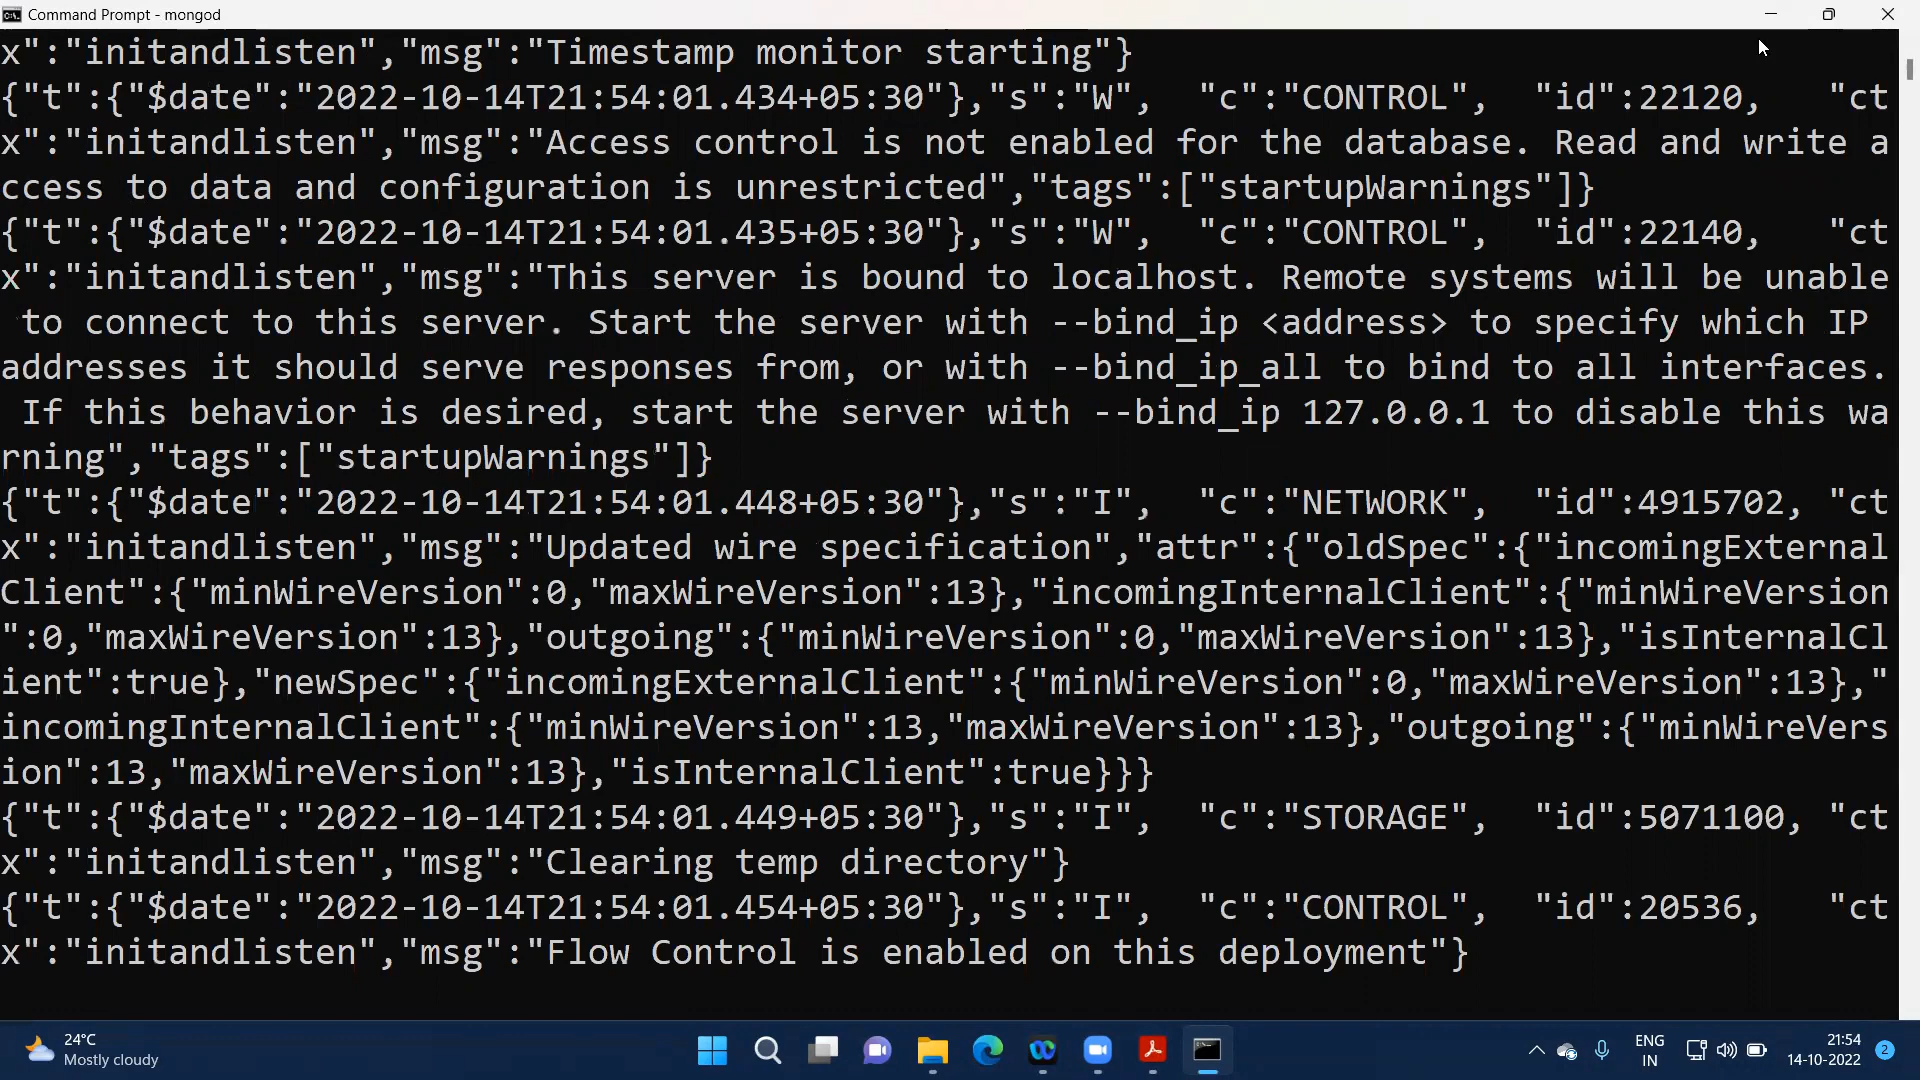 Command Prompt - mongod
x":"initandlisten","msg":"Timestamp monitor starting"}
{"t":{"$date":"2022-10-14T21:54:01.434+05:30"},"s":"W",  "c":"CONTROL",  "id":22120,   "ct
x":"initandlisten","msg":"Access control is not enabled for the database. Read and write a
ccess to data and configuration is unrestricted","tags":["startupWarnings"]}
{"t":{"$date":"2022-10-14T21:54:01.435+05:30"},"s":"W",  "c":"CONTROL",  "id":22140,   "ct
x":"initandlisten","msg":"This server is bound to localhost. Remote systems will be unable
 to connect to this server. Start the server with --bind_ip <address> to specify which IP
addresses it should serve responses from, or with --bind_ip_all to bind to all interfaces.
 If this behavior is desired, start the server with --bind_ip 127.0.0.1 to disable this wa
rning","tags":["startupWarnings"]}
{"t":{"$date":"2022-10-14T21:54:01.448+05:30"},"s":"I",  "c":"NETWORK",  "id":4915702, "ct
x":"initandlisten","msg":"Updated wire specification","attr":{"oldSpec":{"incomingExternal
Client":{"minWireVersion":0,"maxWireVersion":13},"incomingInternalClient":{"minWireVersion
":0,"maxWireVersion":13},"outgoing":{"minWireVersion":0,"maxWireVersion":13},"isInternalCl
ient":true},"newSpec":{"incomingExternalClient":{"minWireVersion":0,"maxWireVersion":13},"
incomingInternalClient":{"minWireVersion":13,"maxWireVersion":13},"outgoing":{"minWireVers
ion":13,"maxWireVersion":13},"isInternalClient":true}}}
{"t":{"$date":"2022-10-14T21:54:01.449+05:30"},"s":"I",  "c":"STORAGE",  "id":5071100, "ct
x":"initandlisten","msg":"Clearing temp directory"}
{"t":{"$date":"2022-10-14T21:54:01.454+05:30"},"s":"I",  "c":"CONTROL",  "id":20536,   "ct
x":"initandlisten","msg":"Flow Control is enabled on this deployment"}
24°C
Mostly cloudy
ENG
IN
21:54
14-10-2022
2